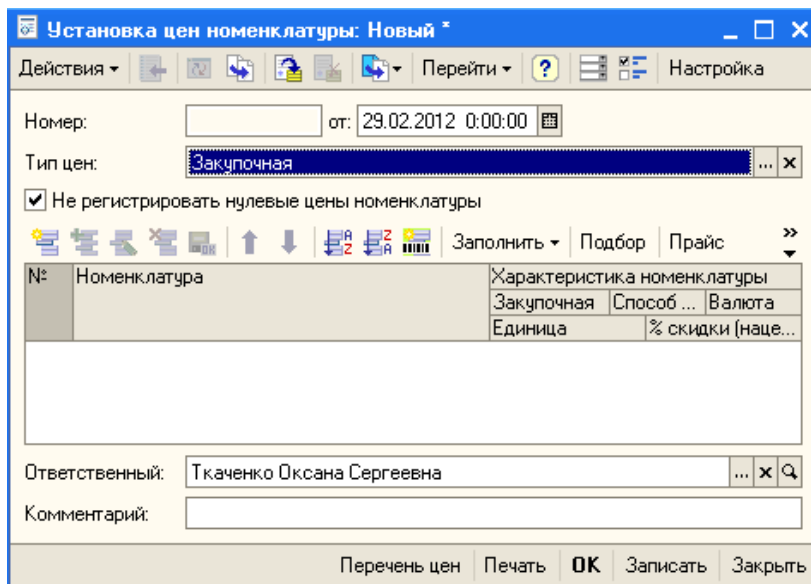 Установка цен номенклатуры: Новый *
Действия Перейти ? Настройка
Номер: от: 29.02.2012 0:00:00
Тип цен: Закупочная ... x
Не регистрировать нулевые цены номенклатуры
Заполнить Подбор Прайс »
№ Номенклатура Характеристика номенклатуры
Закупочная Способ ... Валюта
Единица % скидки (наце...
Ответственный: Ткаченко Оксана Сергеевна ... x
Комментарий:
Перечень цен Печать OK Записать Закрыть